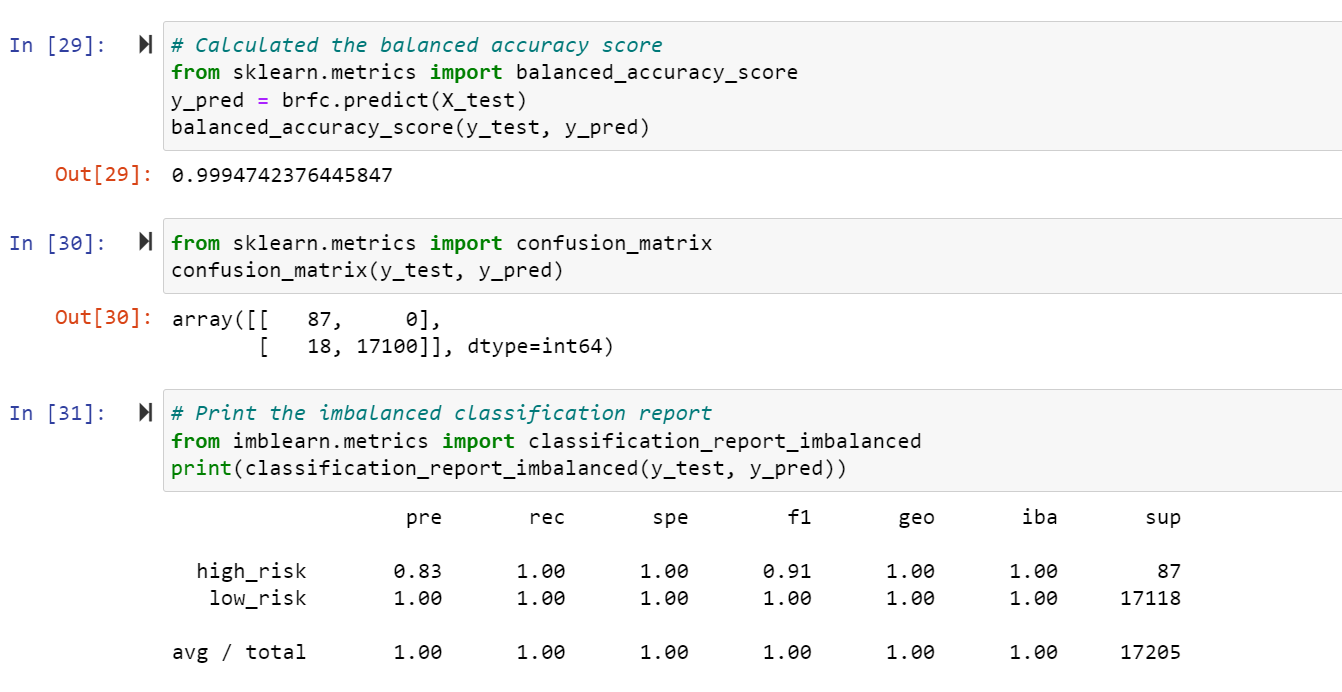 In [29]: # Calculated the balanced accuracy score
from sklearn.metrics import balanced_accuracy_score
y_pred = brfc.predict(X_test)
balanced_accuracy_score(y_test, y_pred)
Out[29]: 0.9994742376445847
In [30]: from sklearn.metrics import confusion_matrix
confusion_matrix(y_test, y_pred)
Out[30]: array([[   87,     0],
       [   18, 17100]], dtype=int64)
In [31]: # Print the imbalanced classification report
from imblearn.metrics import classification_report_imbalanced
print(classification_report_imbalanced(y_test, y_pred))
pre rec spe f1 geo iba sup
high_risk 0.83 1.00 1.00 0.91 1.00 1.00 87
low_risk 1.00 1.00 1.00 1.00 1.00 1.00 17118
avg / total 1.00 1.00 1.00 1.00 1.00 1.00 17205